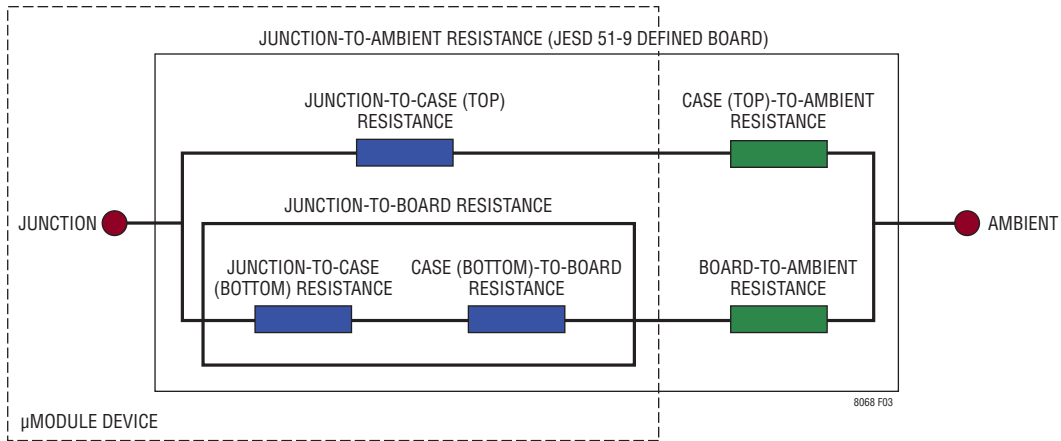 JUNCTION-TO-AMBIENT RESISTANCE (JESD 51-9 DEFINED BOARD)
JUNCTION-TO-CASE (TOP)
RESISTANCE
CASE (TOP)-TO-AMBIENT
RESISTANCE
JUNCTION
JUNCTION-TO-BOARD RESISTANCE
AMBIENT
JUNCTION-TO-CASE
(BOTTOM) RESISTANCE
CASE (BOTTOM)-TO-BOARD
RESISTANCE
BOARD-TO-AMBIENT
RESISTANCE
8068 F03
µMODULE DEVICE